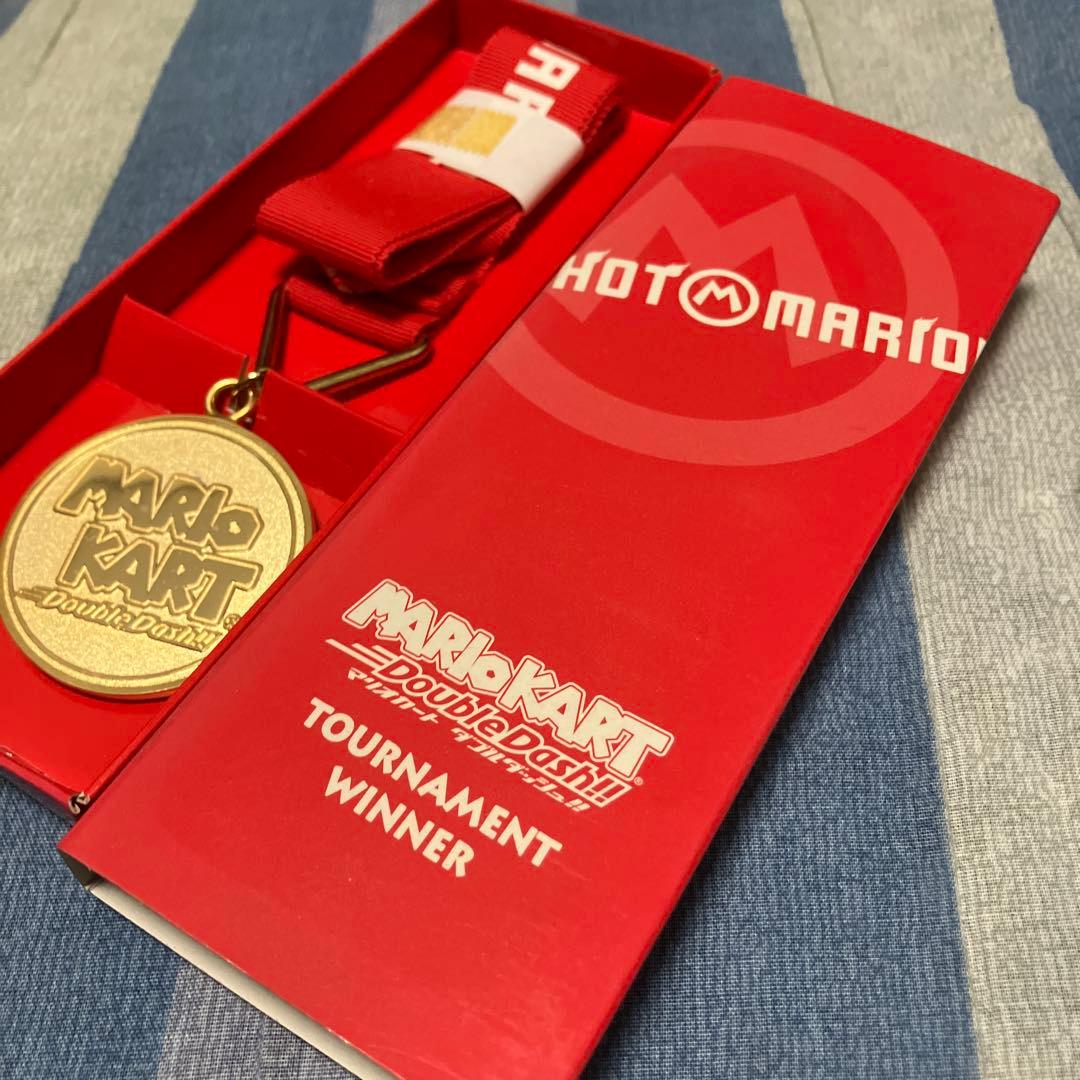 MARIO
KART®
Double Dash!!
HOT M MARIO
MARIO KART®
Double Dash!!
マリオカート ダブルダッシュ!!
TOURNAMENT
WINNER